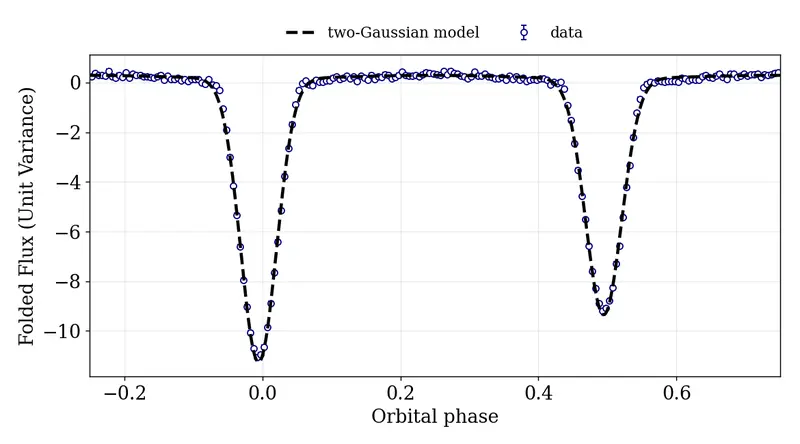 two-Gaussian model
data
Folded Flux (Unit Variance)
0
−2
−4
−6
−8
−10
−0.2
0.0
0.2
0.4
0.6
Orbital phase